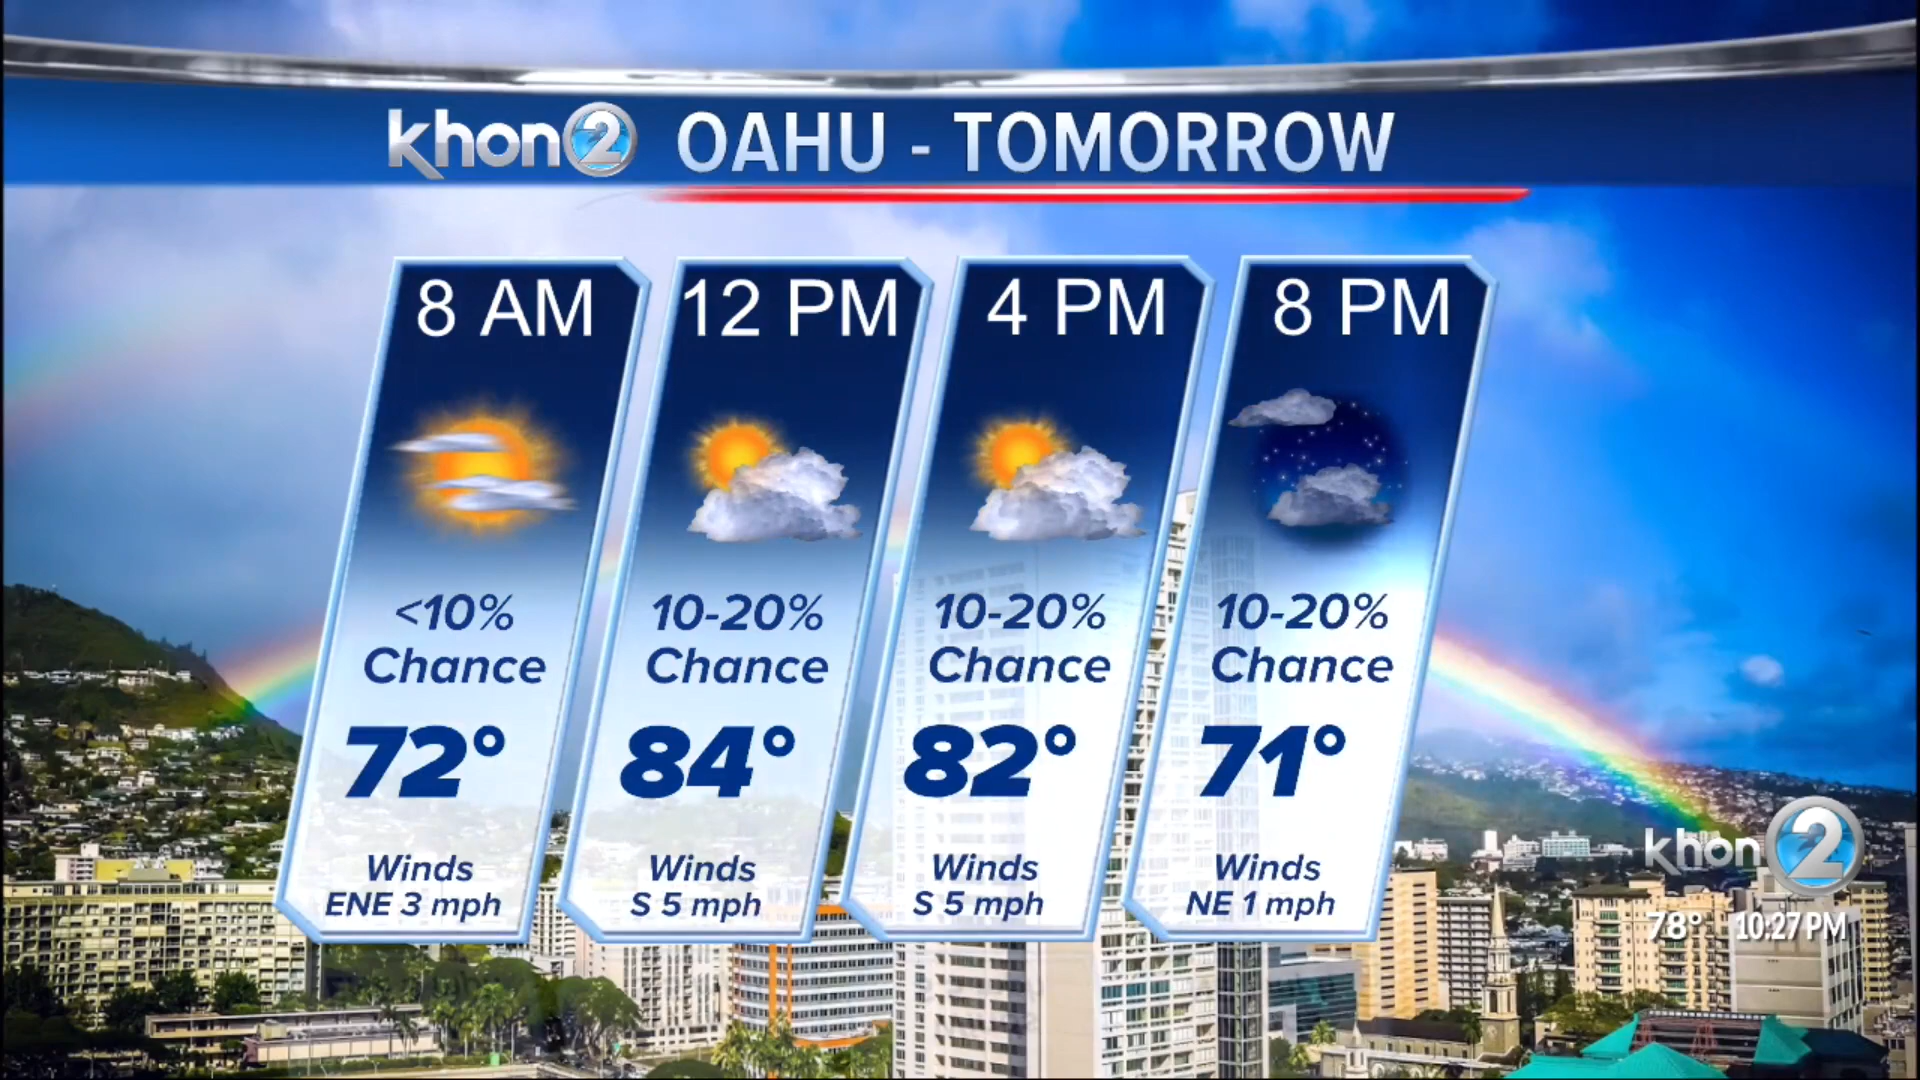 khon2 OAHU - TOMORROW
8 AM
<10%
Chance
72°
Winds
ENE 3 mph
12 PM
10-20%
Chance
84°
Winds
S 5 mph
4 PM
10-20%
Chance
82°
Winds
S 5 mph
8 PM
10-20%
Chance
71°
Winds
NE 1 mph
khon2
78° 10:27 PM